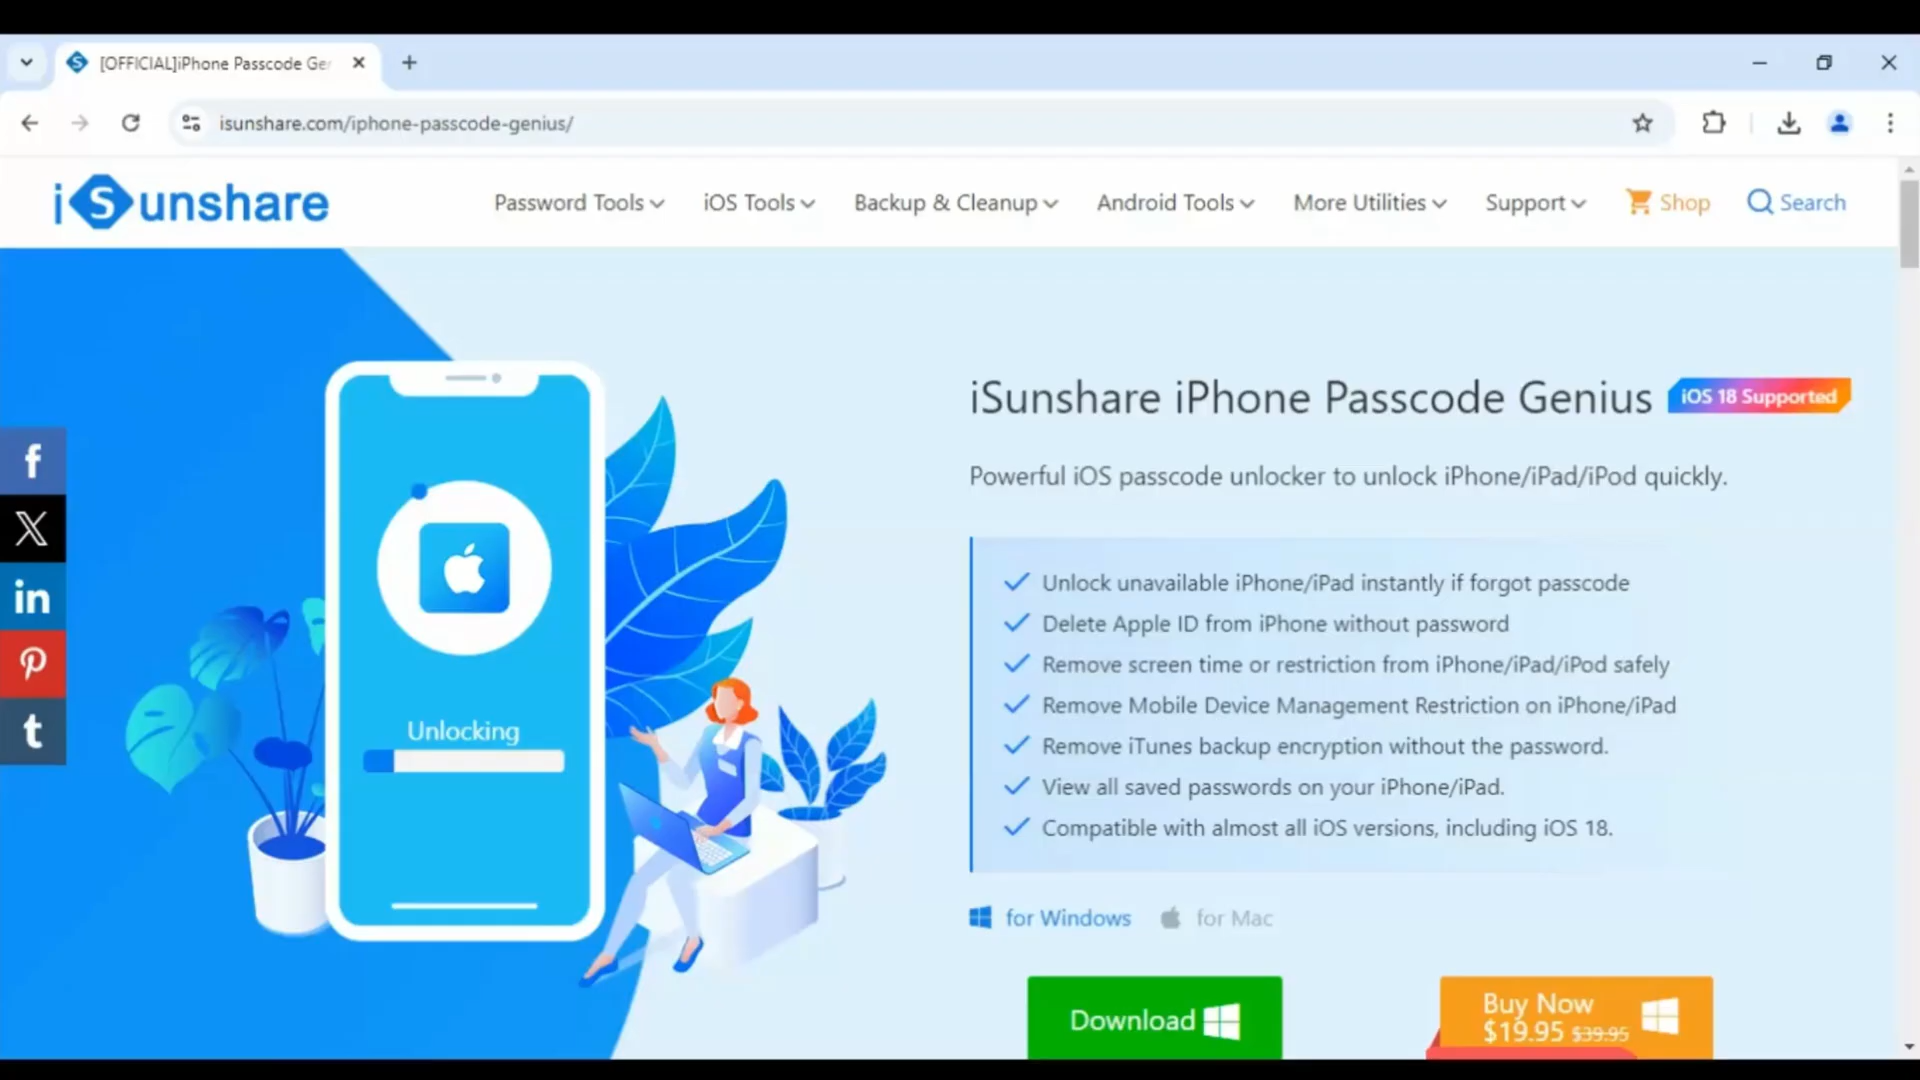 [OFFICIAL]iPhone Passcode Ger
isunshare.com/iphone-passcode-genius/
iSunshare
Password Tools
iOS Tools
Backup & Cleanup
Android Tools
More Utilities
Support
Shop
Search
iSunshare iPhone Passcode Genius
iOS 18 Supported
Powerful iOS passcode unlocker to unlock iPhone/iPad/iPod quickly.
Unlock unavailable iPhone/iPad instantly if forgot passcode
Delete Apple ID from iPhone without password
Remove screen time or restriction from iPhone/iPad/iPod safely
Remove Mobile Device Management Restriction on iPhone/iPad
Remove iTunes backup encryption without the password.
View all saved passwords on your iPhone/iPad.
Compatible with almost all iOS versions, including iOS 18.
Unlocking
for Windows
for Mac
Download
Buy Now
$19.95 $39.95
f
X
in
t